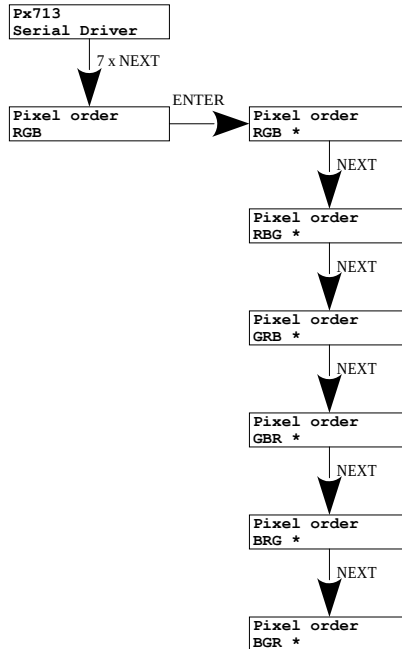 Px713
Serial Driver
7 x NEXT
Pixel order
RGB
ENTER
Pixel order
RGB *
NEXT
Pixel order
RBG *
NEXT
Pixel order
GRB *
NEXT
Pixel order
GBR *
NEXT
Pixel order
BRG *
NEXT
Pixel order
BGR *